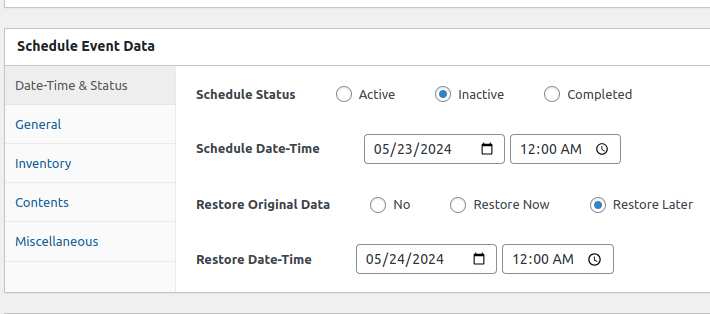 Schedule Event Data
Date-Time & Status
General
Inventory
Contents
Miscellaneous
Schedule Status Active Inactive Completed
Schedule Date-Time 05/23/2024 12:00 AM
Restore Original Data No Restore Now Restore Later
Restore Date-Time 05/24/2024 12:00 AM